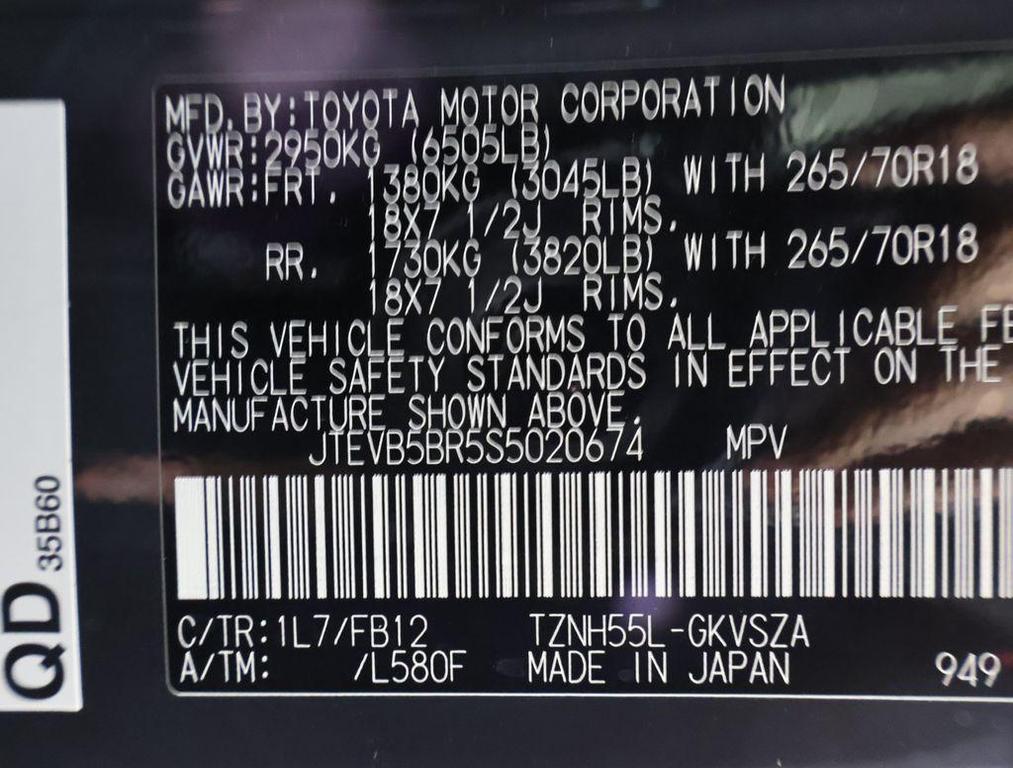 MFD.BY:TOYOTA MOTOR CORPORATION
GVWR:2950KG (6505LB)
GAWR:FRT. 1380KG (3045LB) WITH 265/70R18
18X7 1/2J RIMS,
RR. 1730KG (3820LB) WITH 265/70R18
18X7 1/2J RIMS.
THIS VEHICLE CONFORMS TO ALL APPLICABLE FE
VEHICLE SAFETY STANDARDS IN EFFECT ON THE
MANUFACTURE SHOWN ABOVE.
JTEVB5BR5S5020674 MPV
C/TR:1L7/FB12 TZNH55L-GKVSZA
A/TM: /L580F MADE IN JAPAN 949
QD 35B60